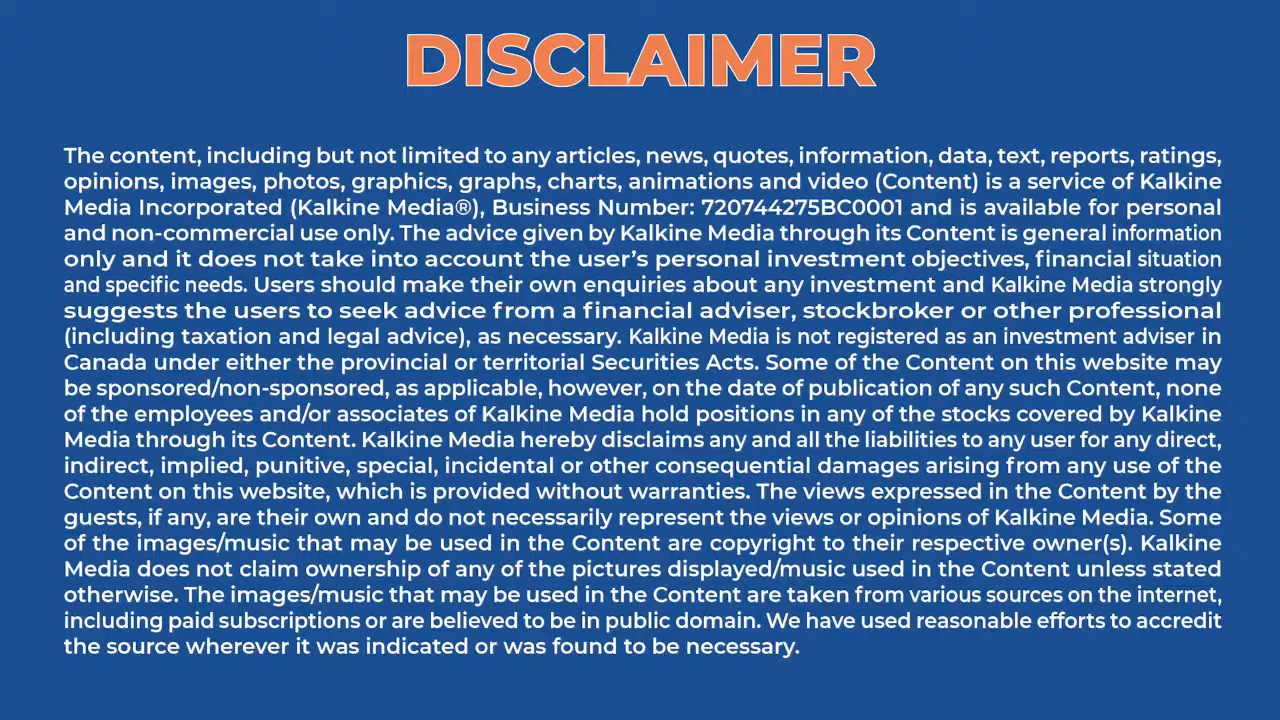 DISCLAIMER
The content, including but not limited to any articles, news, quotes, information, data, text, reports, ratings,
opinions, images, photos, graphics, graphs, charts, animations and video (Content) is a service of Kalkine
Media Incorporated (Kalkine Media®), Business Number: 720744275BC0001 and is available for personal
and non-commercial use only. The advice given by Kalkine Media through its Content is general information
only and it does not take into account the user’s personal investment objectives, financial situation
and specific needs. Users should make their own enquiries about any investment and Kalkine Media strongly
suggests the users to seek advice from a financial adviser, stockbroker or other professional
(including taxation and legal advice), as necessary. Kalkine Media is not registered as an investment adviser in
Canada under either the provincial or territorial Securities Acts. Some of the Content on this website may
be sponsored/non-sponsored, as applicable, however, on the date of publication of any such Content, none
of the employees and/or associates of Kalkine Media hold positions in any of the stocks covered by Kalkine
Media through its Content. Kalkine Media hereby disclaims any and all the liabilities to any user for any direct,
indirect, implied, punitive, special, incidental or other consequential damages arising from any use of the
Content on this website, which is provided without warranties. The views expressed in the Content by the
guests, if any, are their own and do not necessarily represent the views or opinions of Kalkine Media. Some
of the images/music that may be used in the Content are copyright to their respective owner(s). Kalkine
Media does not claim ownership of any of the pictures displayed/music used in the Content unless stated
otherwise. The images/music that may be used in the Content are taken from various sources on the internet,
including paid subscriptions or are believed to be in public domain. We have used reasonable efforts to accredit
the source wherever it was indicated or was found to be necessary.